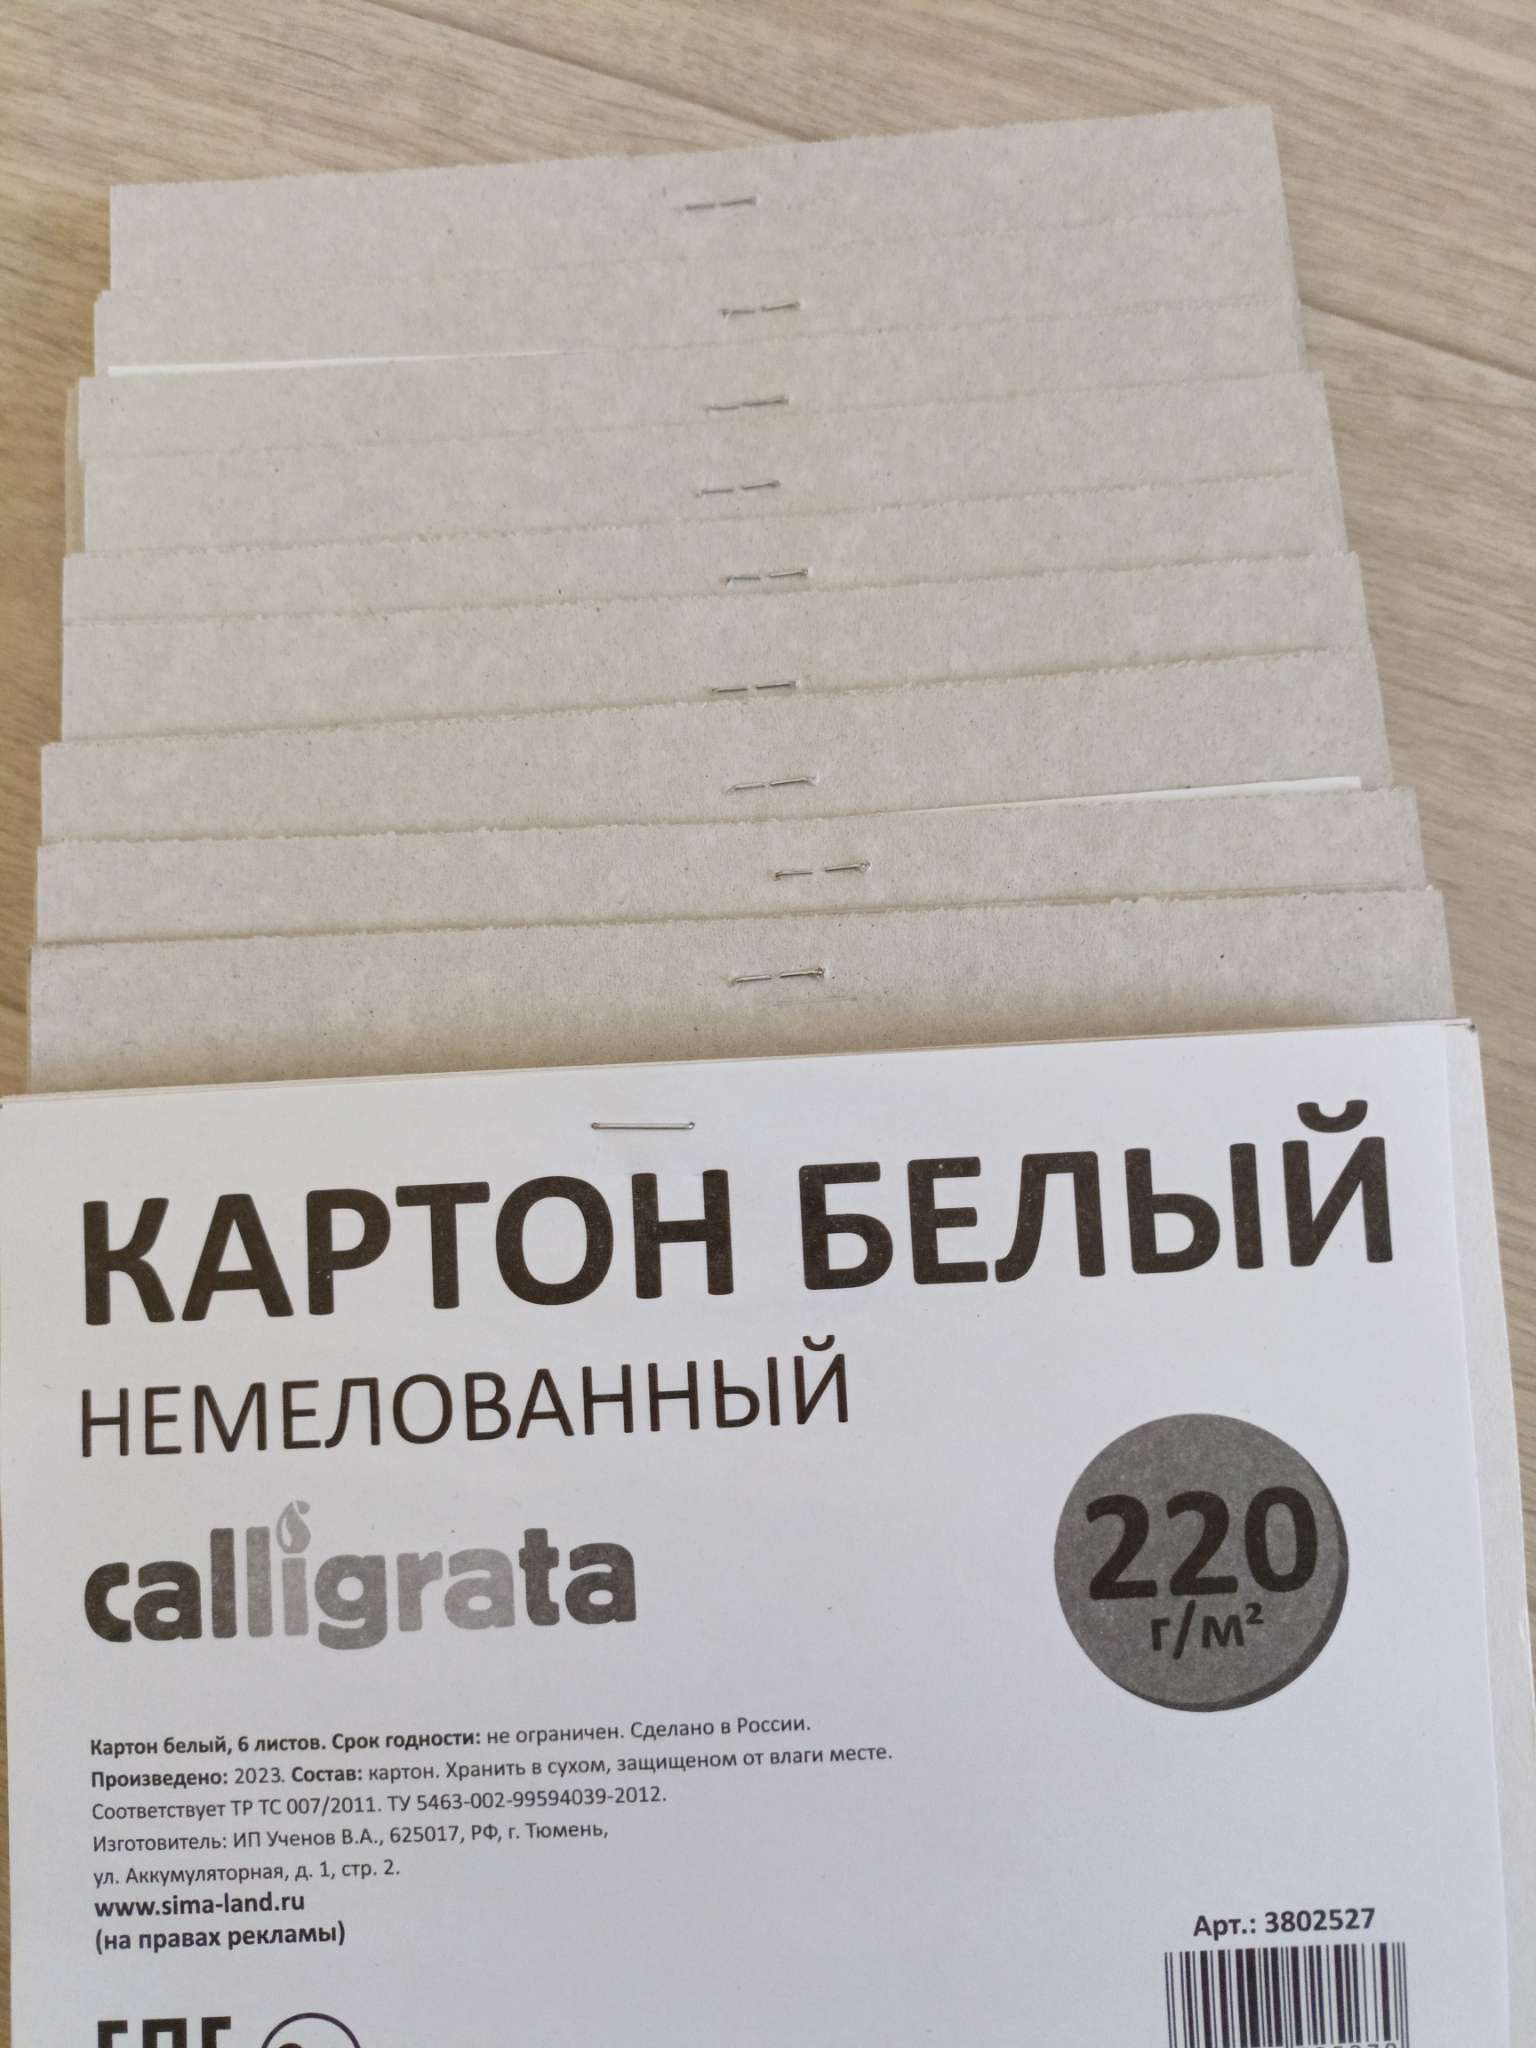 КАРТОН БЕЛЫЙ
НЕМЕЛОВАННЫЙ
calligrata
220
г/м²
Картон белый, 6 листов. Срок годности: не ограничен. Сделано в России.
Произведено: 2023. Состав: картон. Хранить в сухом, защищеном от влаги месте.
Соответствует ТР ТС 007/2011. ТУ 5463-002-99594039-2012.
Изготовитель: ИП Ученов В.А., 625017, РФ, г. Тюмень,
ул. Аккумуляторная, д. 1, стр. 2.
www.sima-land.ru
(на правах рекламы)
Арт.: 3802527